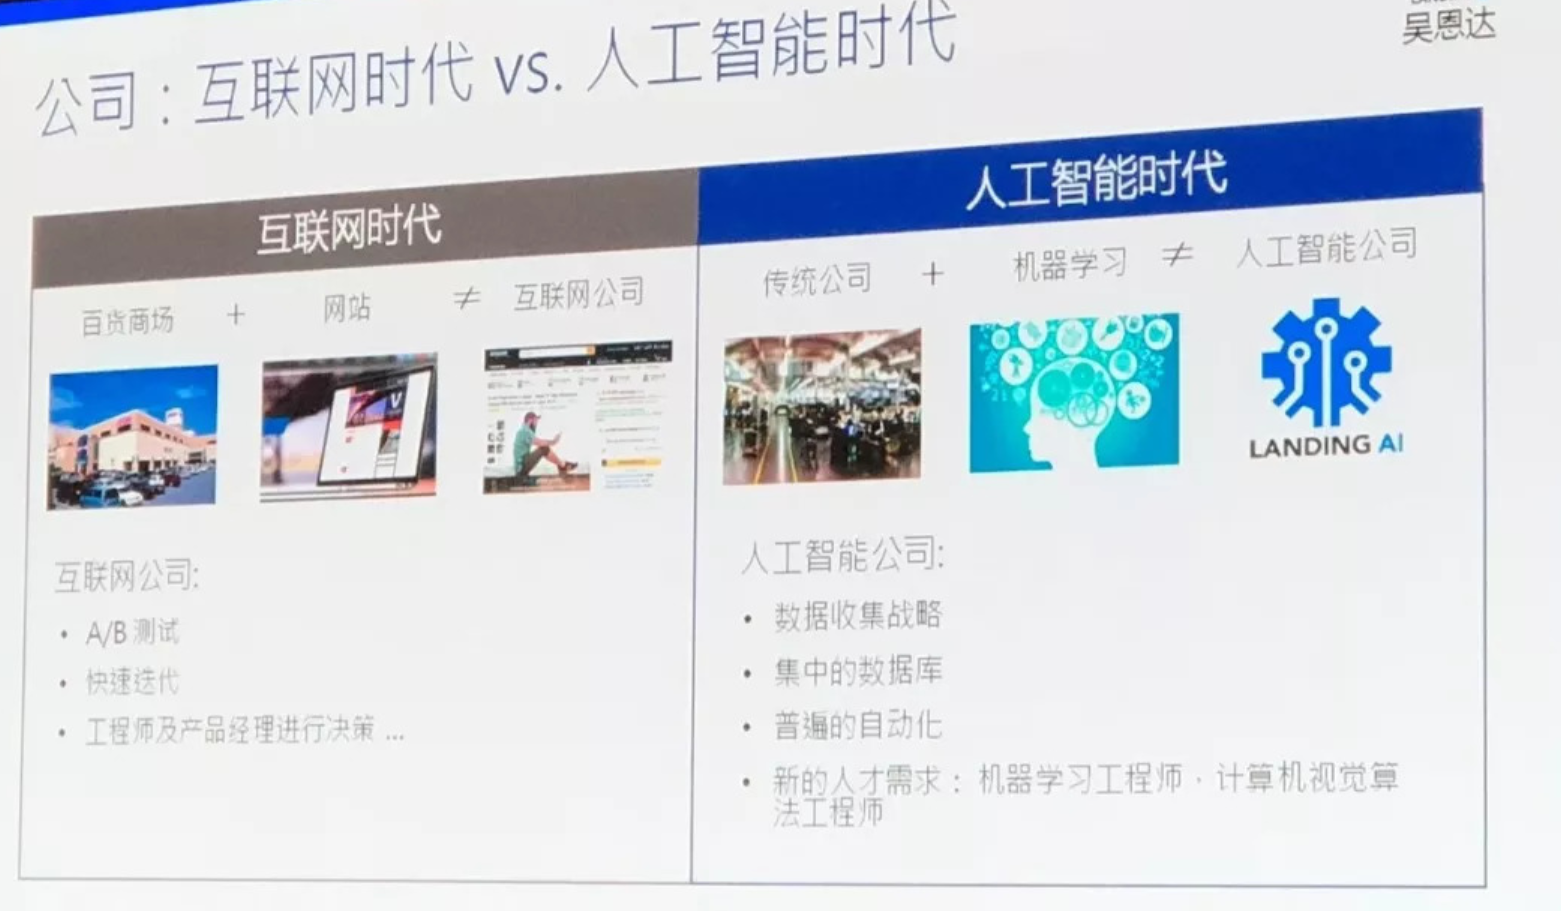 吴恩达
公司：互联网时代 vs. 人工智能时代
互联网时代
百货商场 + 网站 ≠ 互联网公司
互联网公司:
• A/B 测试
• 快速迭代
• 工程师及产品经理进行决策 ...
人工智能时代
传统公司 + 机器学习 ≠ 人工智能公司
LANDING AI
人工智能公司:
• 数据收集战略
• 集中的数据库
• 普遍的自动化
• 新的人才需求：机器学习工程师，计算机视觉算
法工程师